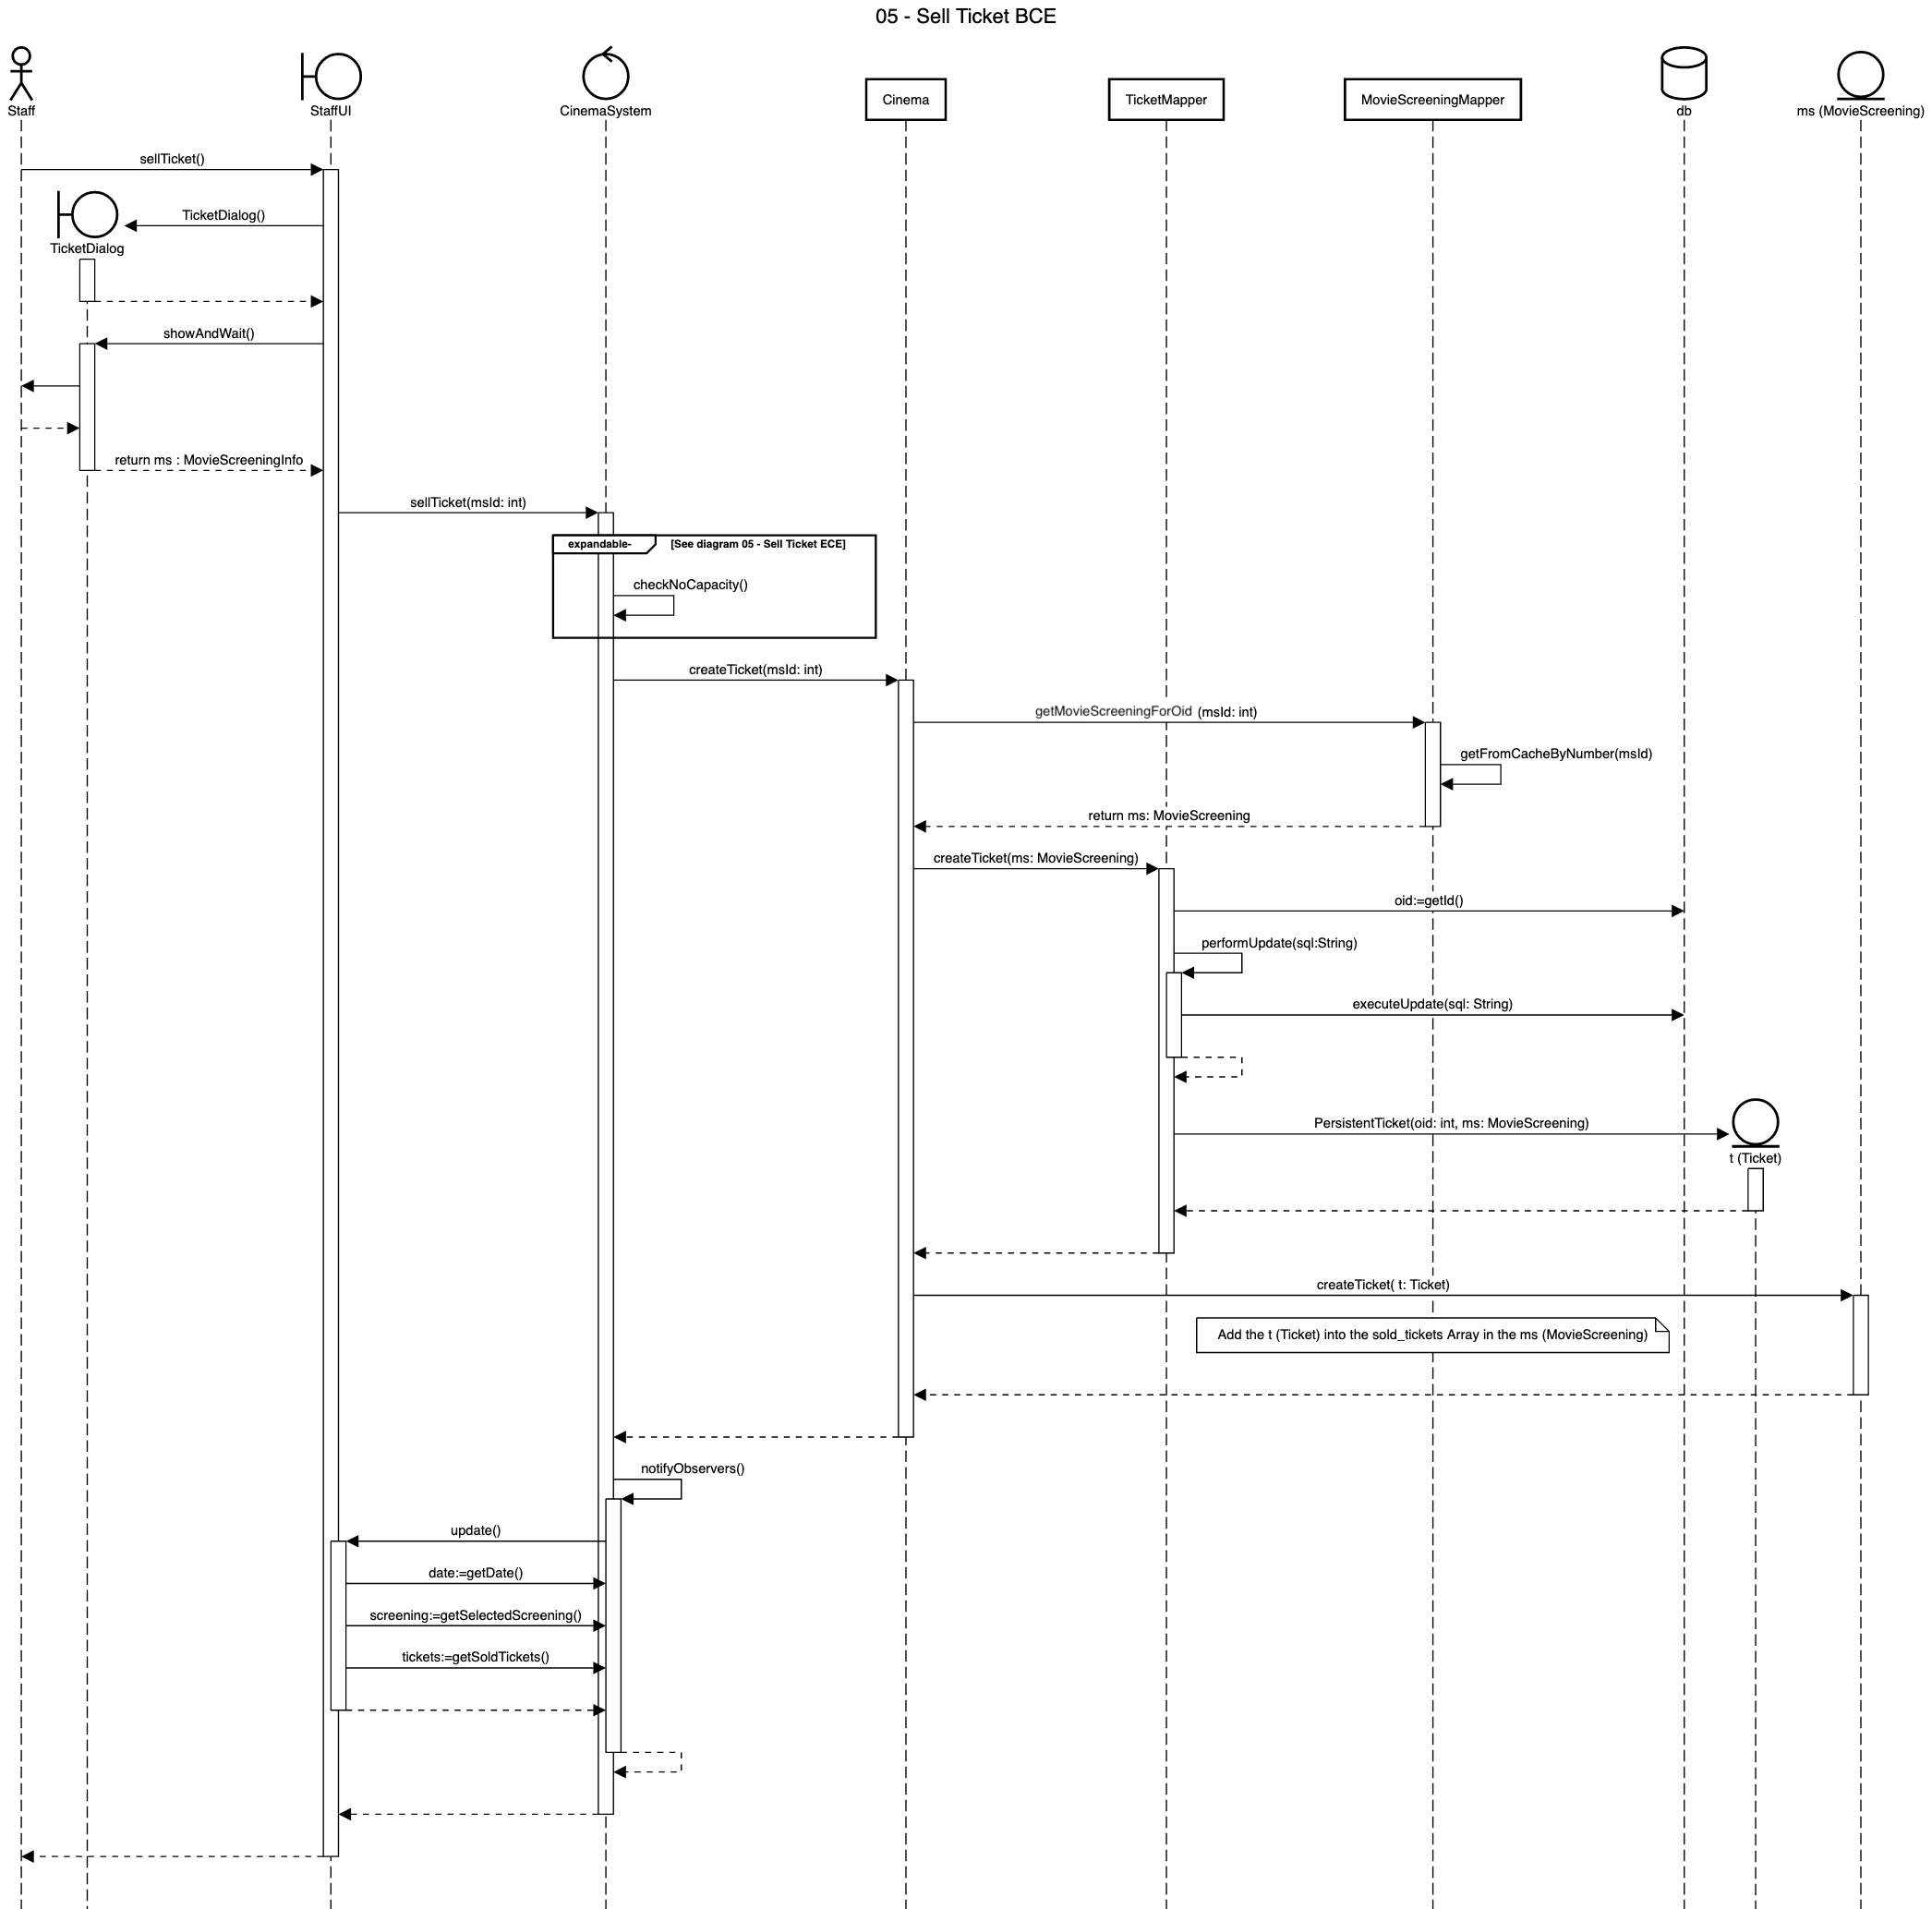 05 - Sell Ticket BCE
Staff
StaffUI
CinemaSystem
Cinema
TicketMapper
MovieScreeningMapper
db
ms (MovieScreening)
sellTicket()
TicketDialog()
TicketDialog
showAndWait()
return ms : MovieScreeningInfo
sellTicket(msId: int)
expandable-
[See diagram 05 - Sell Ticket ECE]
checkNoCapacity()
createTicket(msId: int)
getMovieScreeningForOid (msId: int)
getFromCacheByNumber(msId)
return ms: MovieScreening
createTicket(ms: MovieScreening)
oid:=getId()
performUpdate(sql:String)
executeUpdate(sql: String)
PersistentTicket(oid: int, ms: MovieScreening)
t (Ticket)
createTicket( t: Ticket)
Add the t (Ticket) into the sold_tickets Array in the ms (MovieScreening)
notifyObservers()
update()
date:=getDate()
screening:=getSelectedScreening()
tickets:=getSoldTickets()